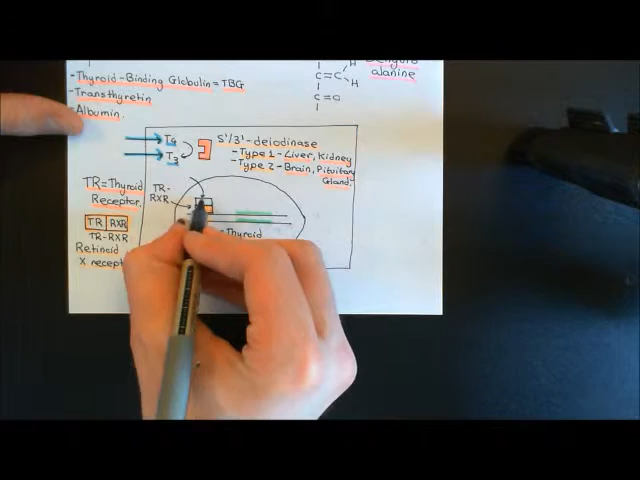 -Thyroid-Binding Globulin = TBG
-Transthyretin
-Albumin.
H
C=C
H
alanine
C=O
T4
T3
5'/3'-deiodinase
-Type 1 - Liver, Kidney
-Type 2 - Brain, Pituitary
Gland.
TR=Thyroid
Receptor
TR-
RXR
TR RXR
TR-RXR
Retinoid
X recept
Thyroid